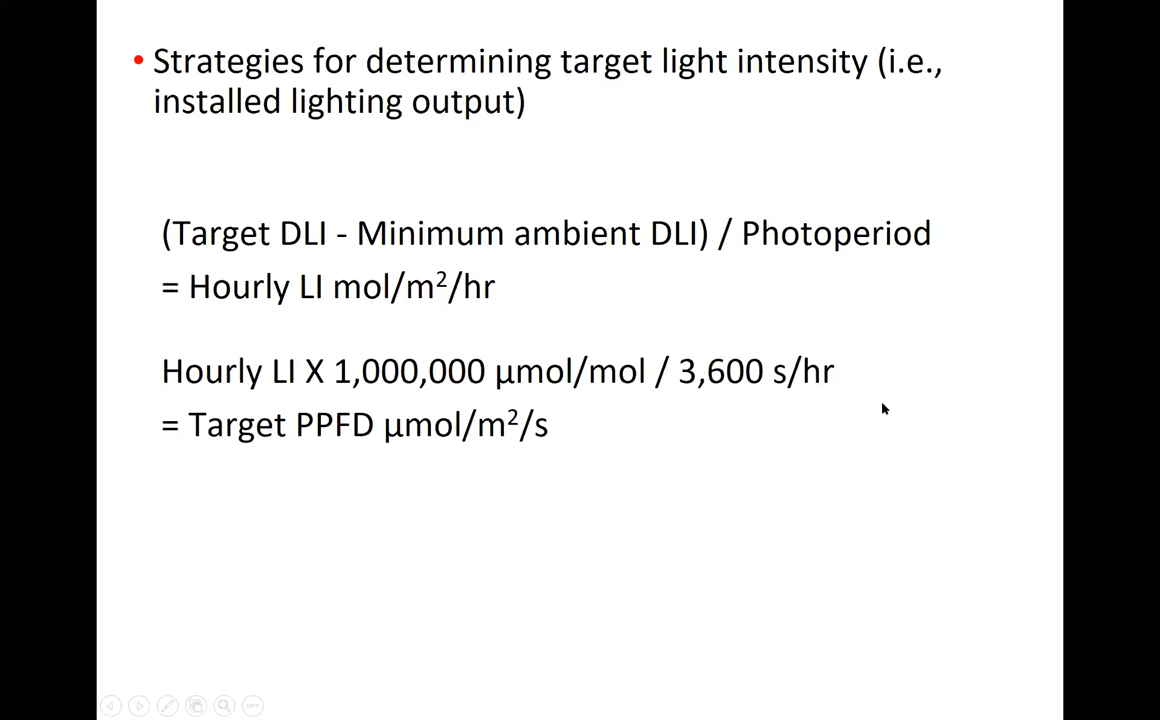 • Strategies for determining target light intensity (i.e.,
installed lighting output)
(Target DLI - Minimum ambient DLI) / Photoperiod
= Hourly LI mol/m²/hr
Hourly LI X 1,000,000 µmol/mol / 3,600 s/hr
= Target PPFD µmol/m²/s